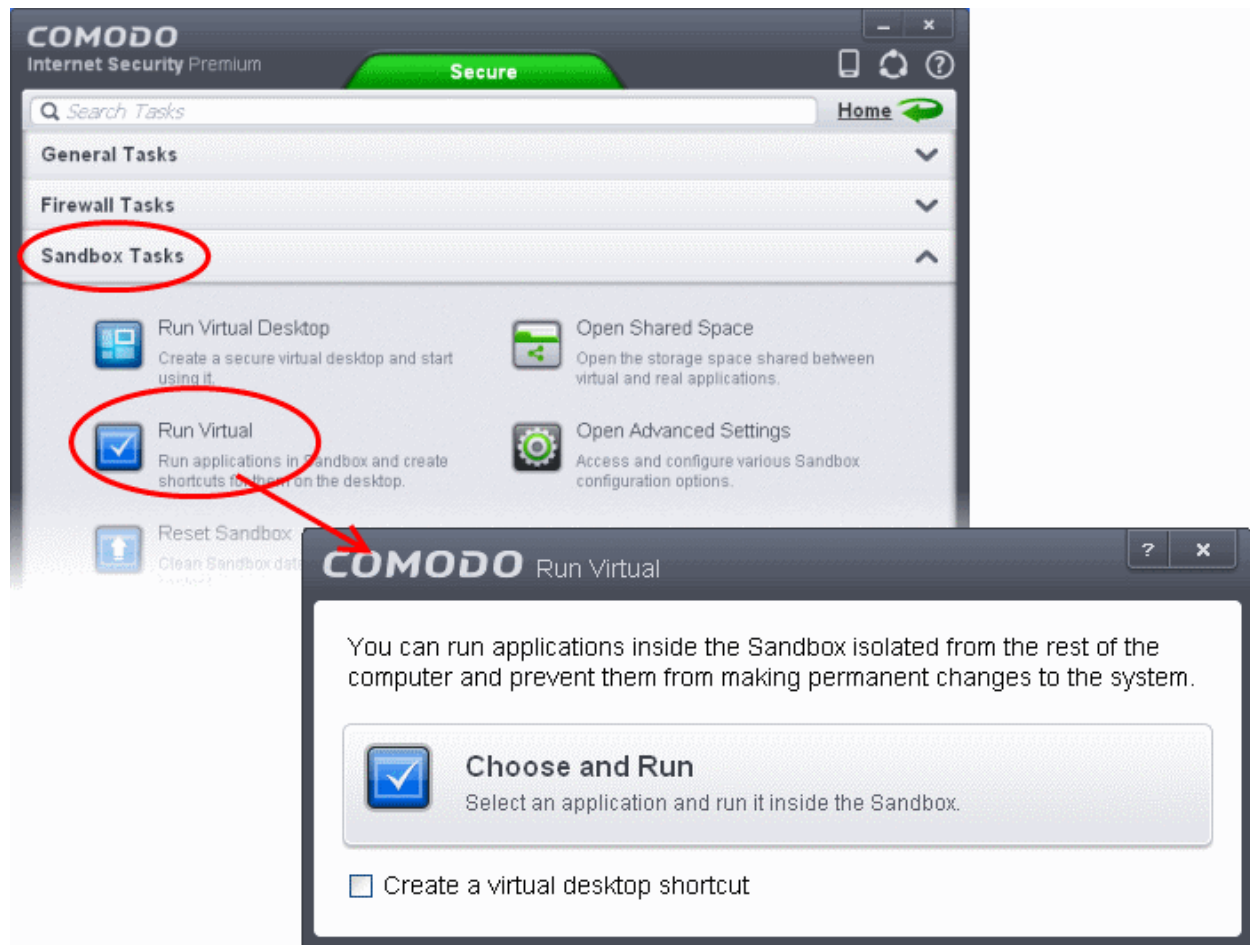 COMODO
Internet Security Premium
Secure
Search Tasks
Home
General Tasks
Firewall Tasks
Sandbox Tasks
Run Virtual Desktop
Create a secure virtual desktop and start
using it.
Open Shared Space
Open the storage space shared between
virtual and real applications.
Run Virtual
Run applications in Sandbox and create
shortcuts for them on the desktop.
Open Advanced Settings
Access and configure various Sandbox
configuration options.
Reset Sandbox
Clean Sandbox
COMODO Run Virtual
?
You can run applications inside the Sandbox isolated from the rest of the
computer and prevent them from making permanent changes to the system.
Choose and Run
Select an application and run it inside the Sandbox.
Create a virtual desktop shortcut